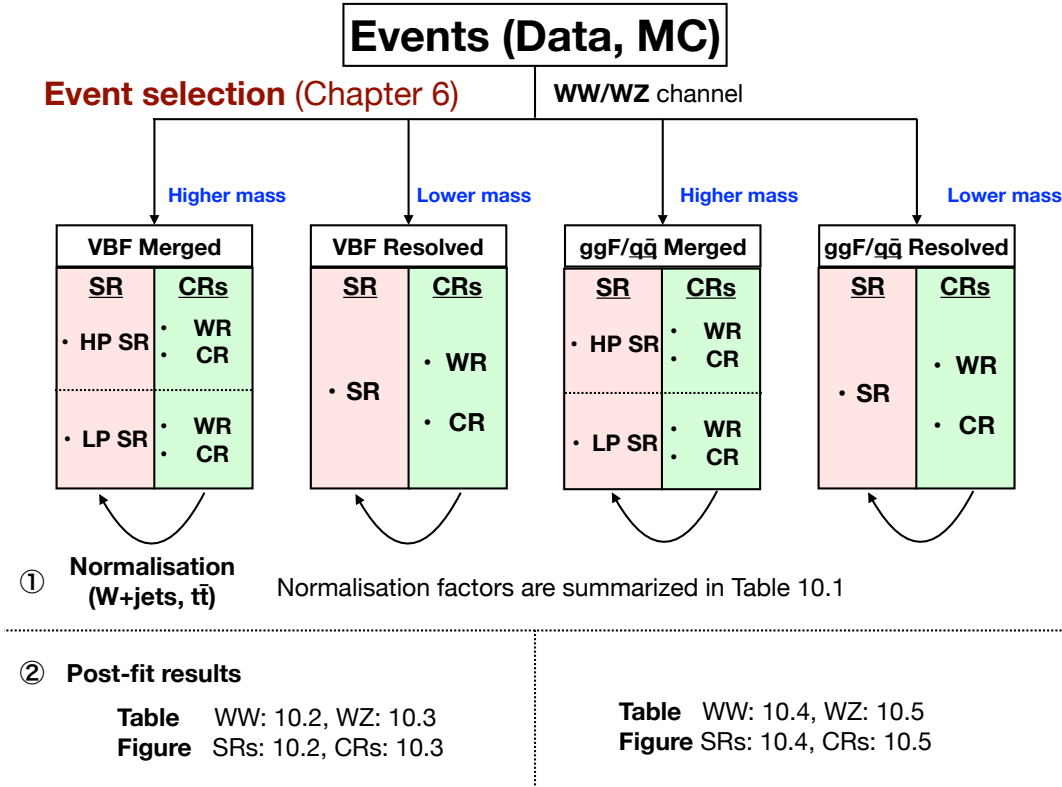 Events (Data, MC)
Event selection (Chapter 6)
WW/WZ channel
Higher mass
Lower mass
Higher mass
Lower mass
VBF Merged
SR
CRs
• HP SR
• WR
• CR
• LP SR
• WR
• CR
VBF Resolved
SR
CRs
• SR
• WR
• CR
ggF/qq̄ Merged
SR
CRs
• HP SR
• WR
• CR
• LP SR
• WR
• CR
ggF/qq̄ Resolved
SR
CRs
• SR
• WR
• CR
① Normalisation
(W+jets, tt̄)
Normalisation factors are summarized in Table 10.1
② Post-fit results
Table WW: 10.2, WZ: 10.3
Figure SRs: 10.2, CRs: 10.3
Table WW: 10.4, WZ: 10.5
Figure SRs: 10.4, CRs: 10.5